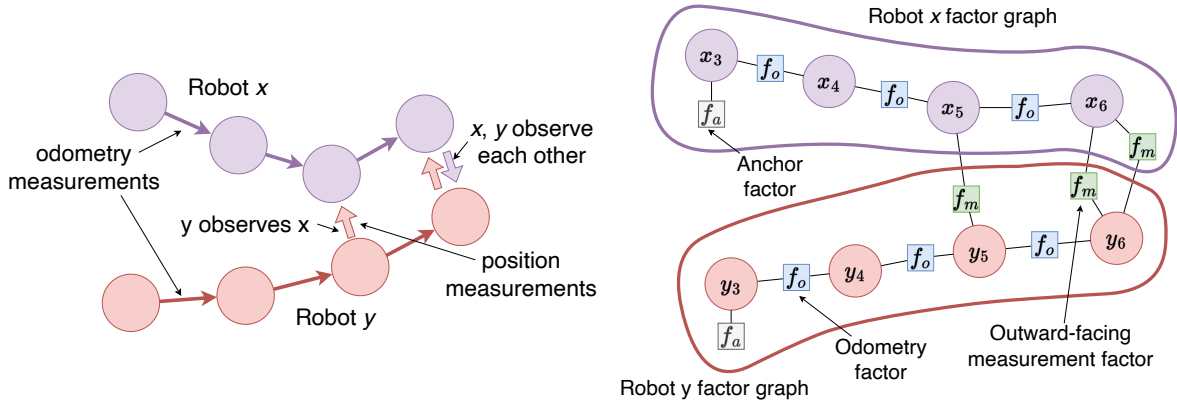 Robot x
odometry
measurements
x, y observe
each other
y observes x
position
measurements
Robot y
Robot x factor graph
x₃
fₒ
x₄
fₒ
x₅
fₒ
x₆
fₐ
fₘ
Anchor
factor
fₘ
fₘ
y₃
fₒ
y₄
fₒ
y₅
fₒ
y₆
fₐ
Odometry
factor
Outward-facing
measurement factor
Robot y factor graph